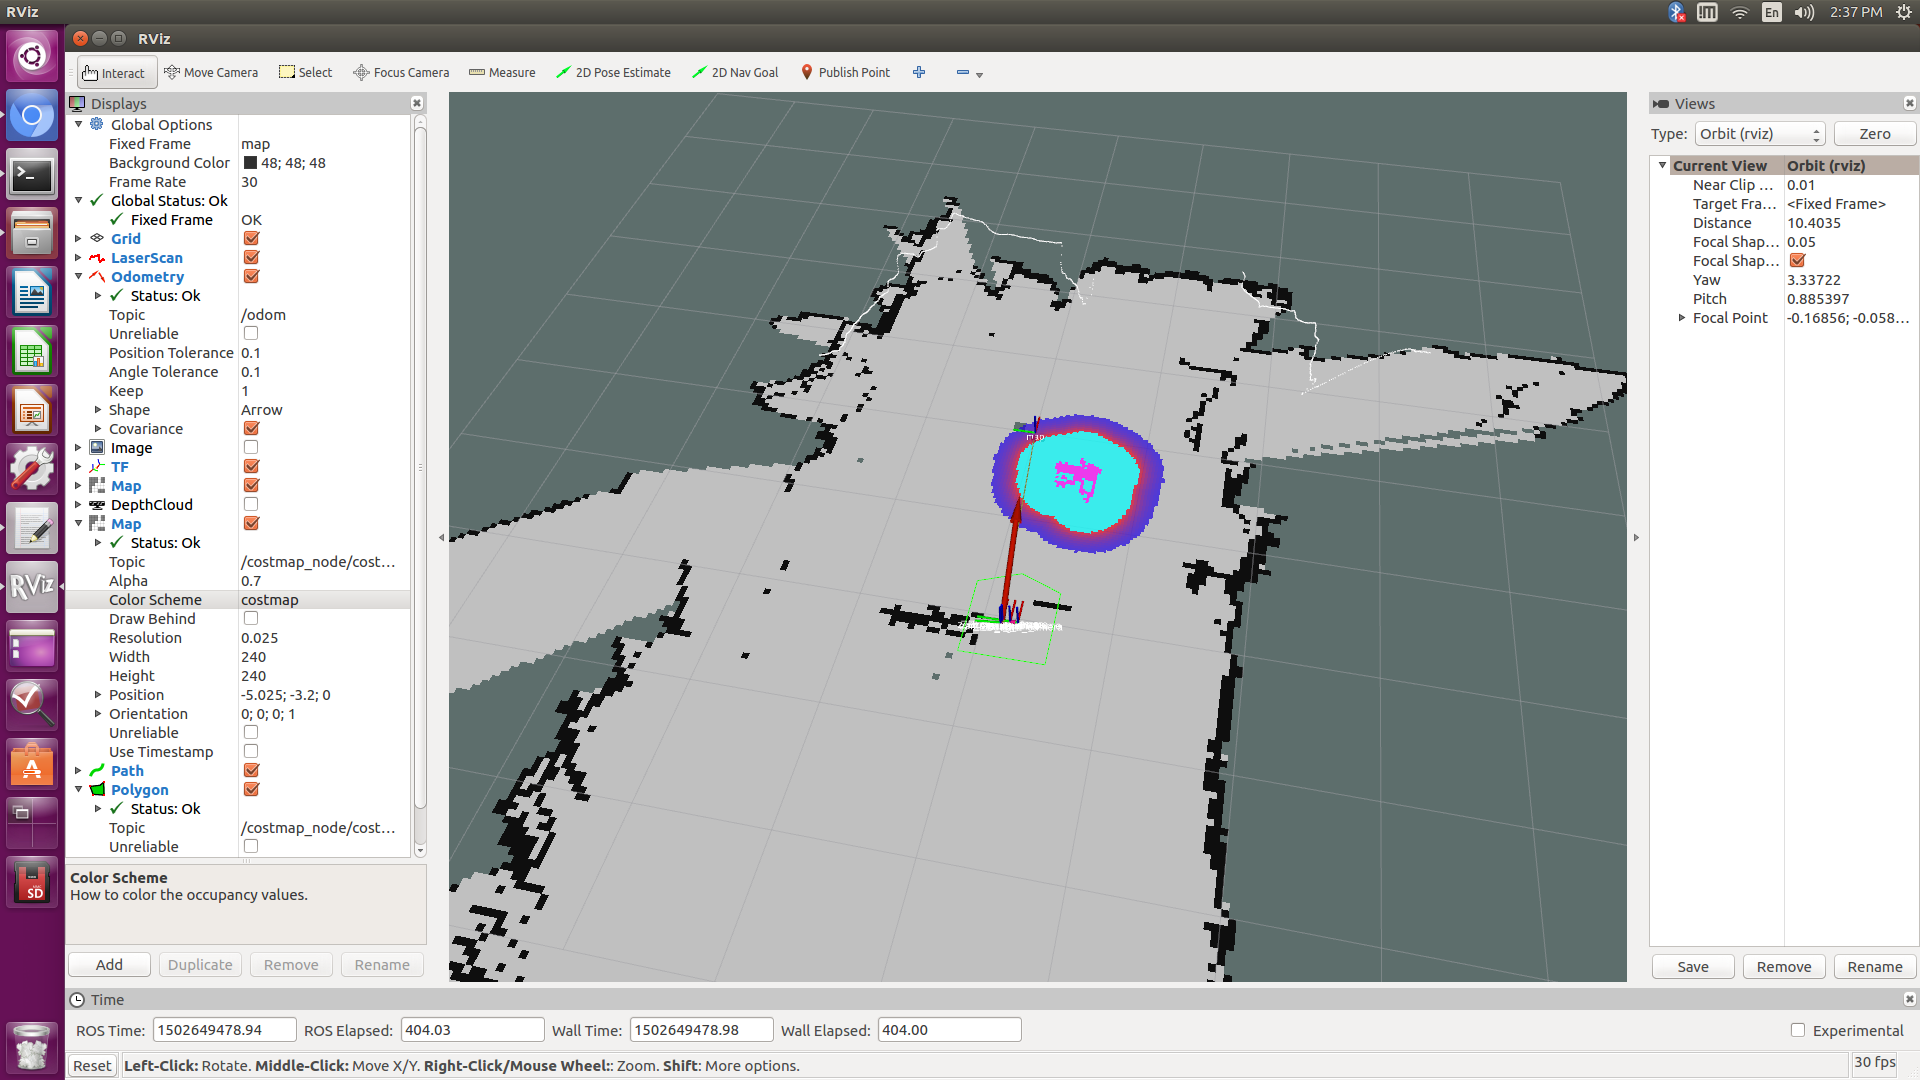 RViz
En
2:37 PM
RViz
Interact
Move Camera
Select
Focus Camera
Measure
2D Pose Estimate
2D Nav Goal
Publish Point
Displays
Global Options
Fixed Frame map
Background Color 48; 48; 48
Frame Rate 30
Global Status: Ok
Fixed Frame OK
Grid
LaserScan
Odometry
Status: Ok
Topic /odom
Unreliable
Position Tolerance 0.1
Angle Tolerance 0.1
Keep 1
Shape Arrow
Covariance
Image
TF
Map
DepthCloud
Map
Status: Ok
Topic /costmap_node/cost...
Alpha 0.7
Color Scheme costmap
Draw Behind
Resolution 0.025
Width 240
Height 240
Position -5.025; -3.2; 0
Orientation 0; 0; 0; 1
Unreliable
Use Timestamp
Path
Polygon
Status: Ok
Topic /costmap_node/cost...
Unreliable
Color Scheme
How to color the occupancy values.
Add Duplicate Remove Rename
RViz
SD
Views
Type: Orbit (rviz) Zero
Current View Orbit (rviz)
Near Clip ... 0.01
Target Fra... <Fixed Frame>
Distance 10.4035
Focal Shap... 0.05
Focal Shap...
Yaw 3.33722
Pitch 0.885397
Focal Point -0.16856; -0.058...
Save Remove Rename
Time
ROS Time: 1502649478.94 ROS Elapsed: 404.03 Wall Time: 1502649478.98 Wall Elapsed: 404.00 Experimental
Reset Left-Click: Rotate. Middle-Click: Move X/Y. Right-Click/Mouse Wheel:: Zoom. Shift: More options. 30 fps